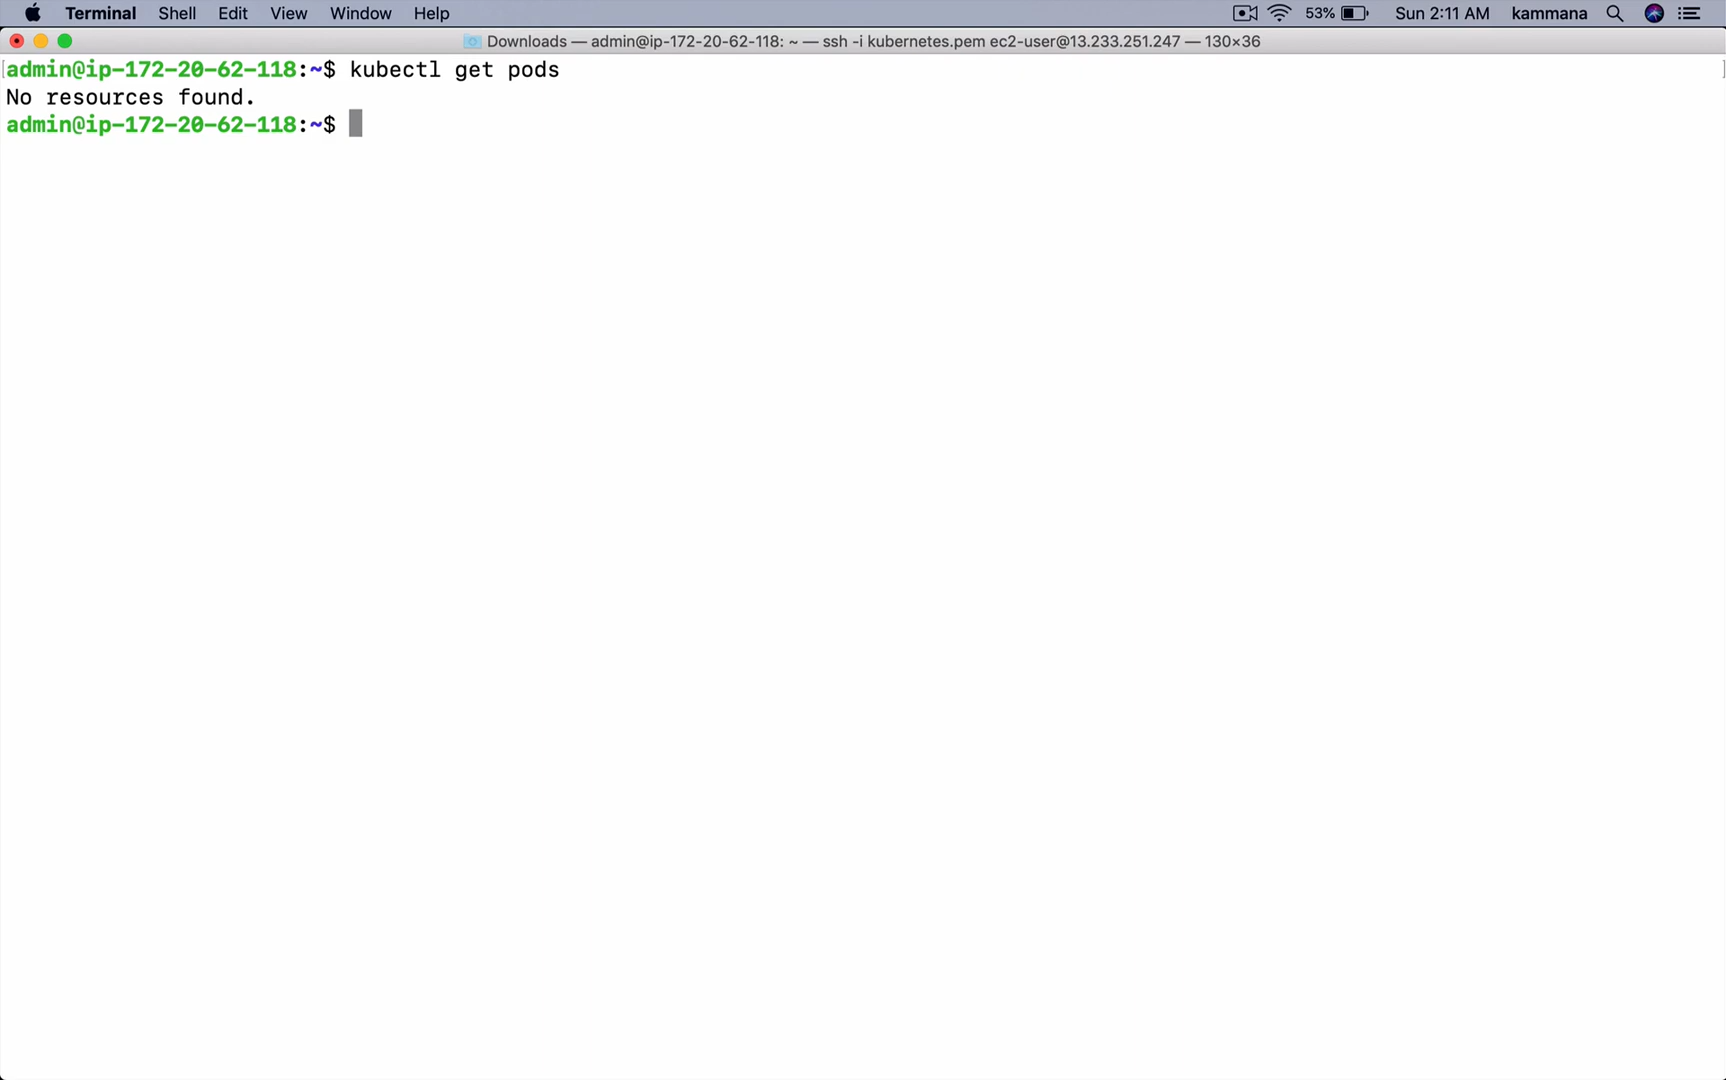 Terminal Shell Edit View Window Help 53% Sun 2:11 AM kammana
Downloads — admin@ip-172-20-62-118: ~ — ssh -i kubernetes.pem ec2-user@13.233.251.247 — 130×36
admin@ip-172-20-62-118:~$ kubectl get pods
No resources found.
admin@ip-172-20-62-118:~$